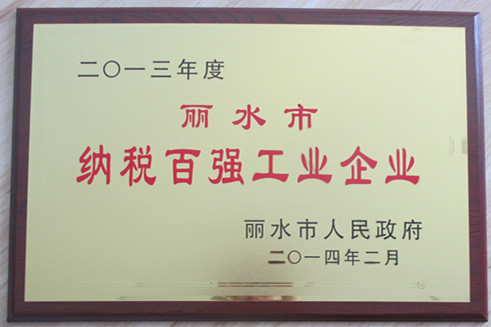 二〇一三年度
丽水市
纳税百强工业企业
丽水市人民政府
二〇一四年二月